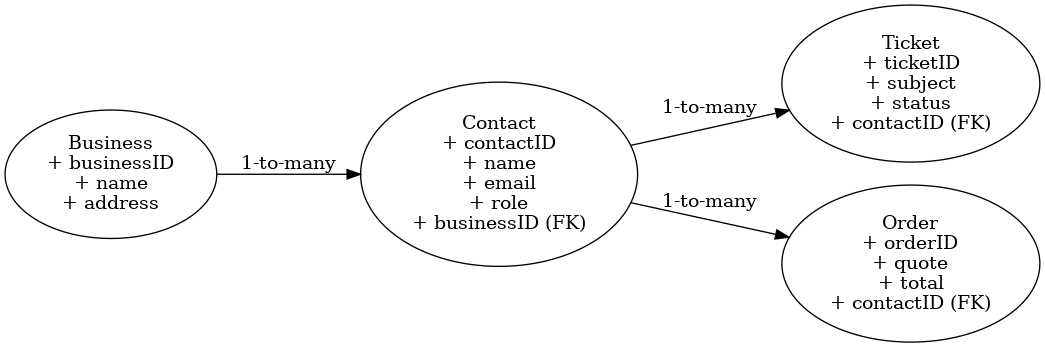 Business
+ businessID
+ name
+ address
1-to-many
Contact
+ contactID
+ name
+ email
+ role
+ businessID (FK)
1-to-many
Ticket
+ ticketID
+ subject
+ status
+ contactID (FK)
1-to-many
Order
+ orderID
+ quote
+ total
+ contactID (FK)